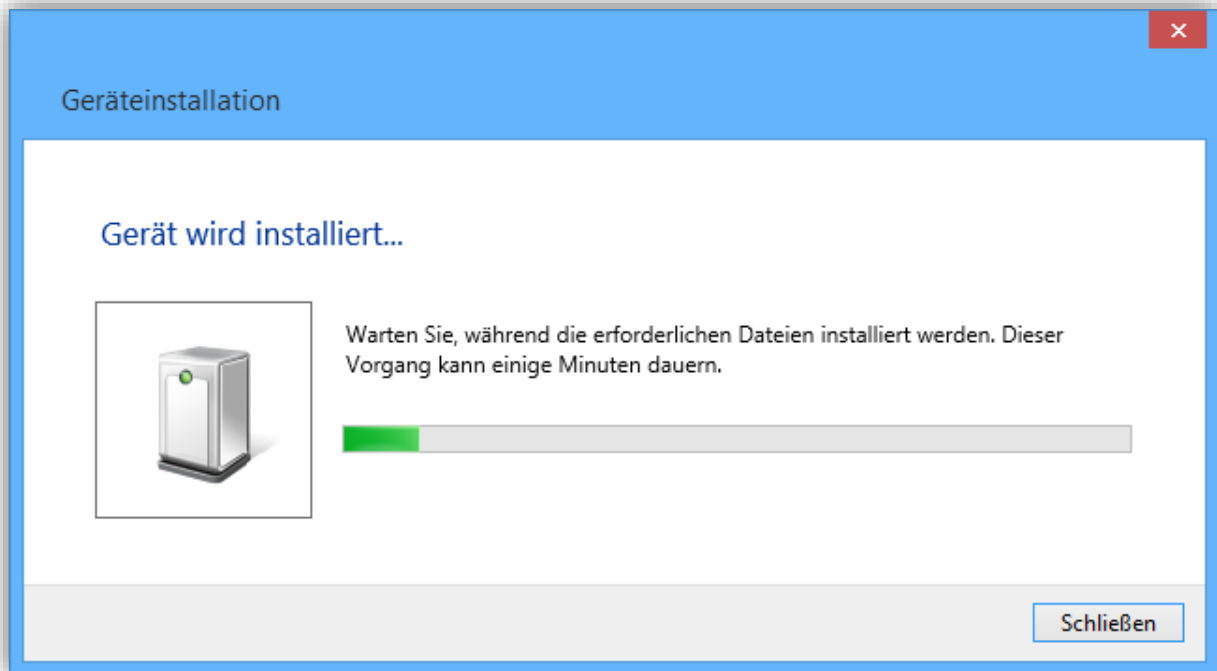 Geräteinstallation
Gerät wird installiert...
Warten Sie, während die erforderlichen Dateien installiert werden. Dieser
Vorgang kann einige Minuten dauern.
Schließen